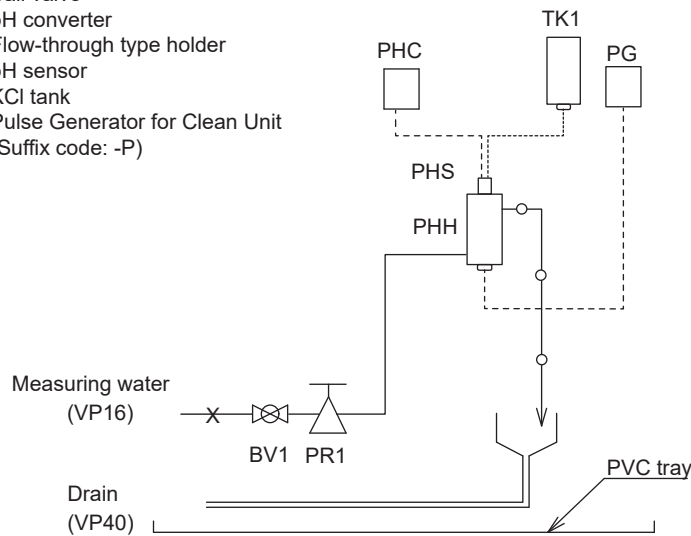 pH converter
Flow-through type holder
pH sensor
KCl tank
Pulse Generator for Clean Unit
(Suffix code: -P)
TK1
PHC
PG
PHS
PHH
Measuring water
(VP16)
X
BV1 PR1
PVC tray
Drain
(VP40)